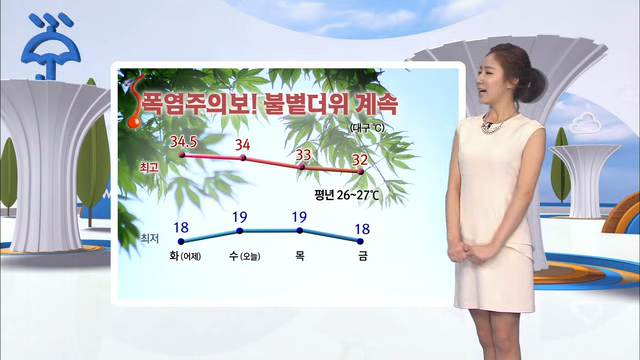 폭염주의보! 불볕더위 계속
(대구 ℃)
34.5 34 33 32
최고
평년 26~27℃
18 19 19 18
최저
화(어제) 수(오늘) 목 금